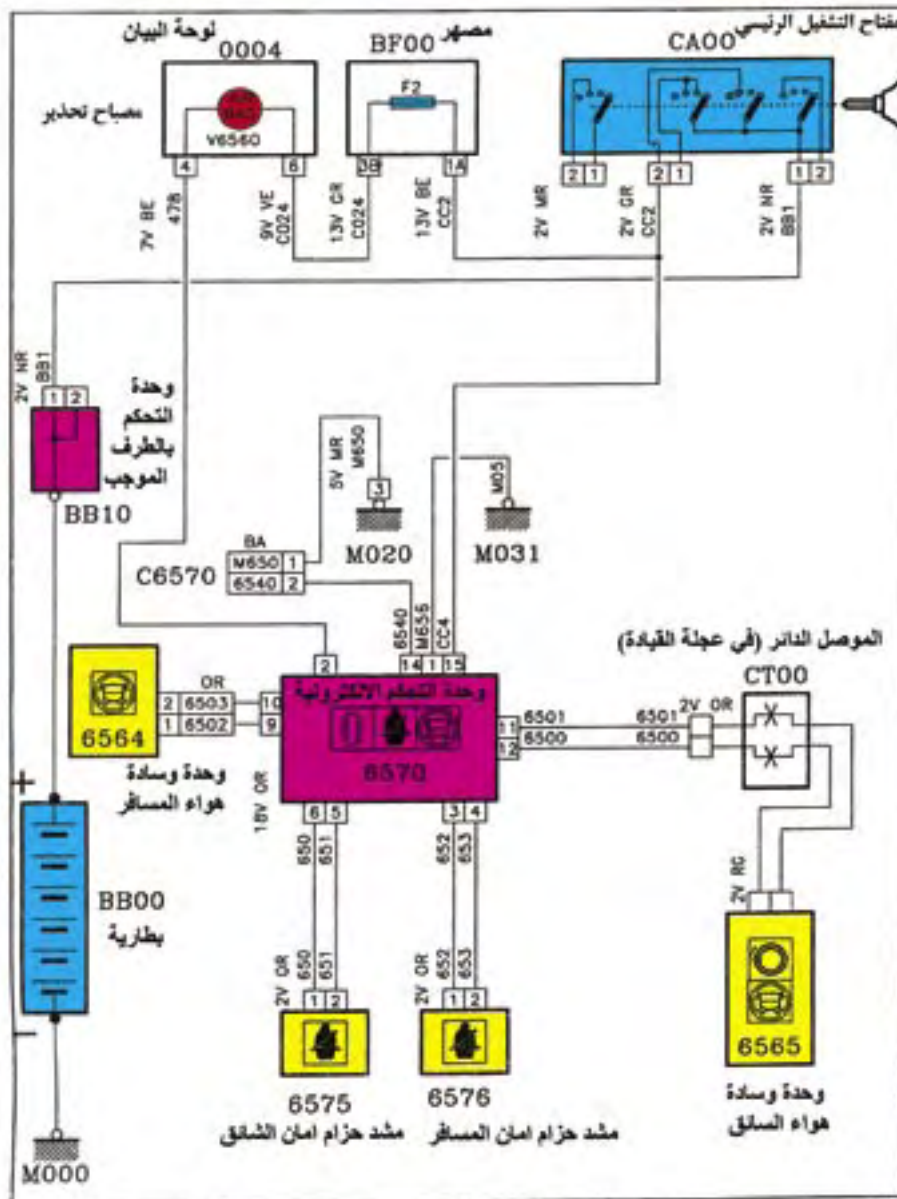 لوحة البيان
0004
مصباح تحذير
V6560
4
6
مصهر
BF00
F2
3B
1A
مفتاح التشغيل الرئيسي
CA00
2 1
2 1
1 2
7V BE
478
9V VE
C024
13V GR
C024
13V BE
CC2
2V MR
2V GR
CC2
2V NR
BB1
2V NR
BB1
1 2
وحدة
التحكم
بالطرف
الموجب
BB10
5V MR
M650
3
M020
M05
M031
BA
M650 1
6540 2
C6570
6540
M656
CC4
2
14 1 15
وحدة التحكم الالكترونية
6570
OR
2 6503 10
1 6502 9
6564
وحدة وسادة
هواء المسافر
18V OR
11 6501 6501
12 6500 6500
2V OR
الموصل الدائر (في عجلة القيادة)
CT00
6 5
650
651
3 4
652
653
2V OR
650
651
1 2
6575
مشد حزام امان الشائق
2V OR
652
653
1 2
6576
مشد حزام امان المسافر
2V RG
6565
وحدة وسادة
هواء السائق
+
BB00
بطارية
−
M000